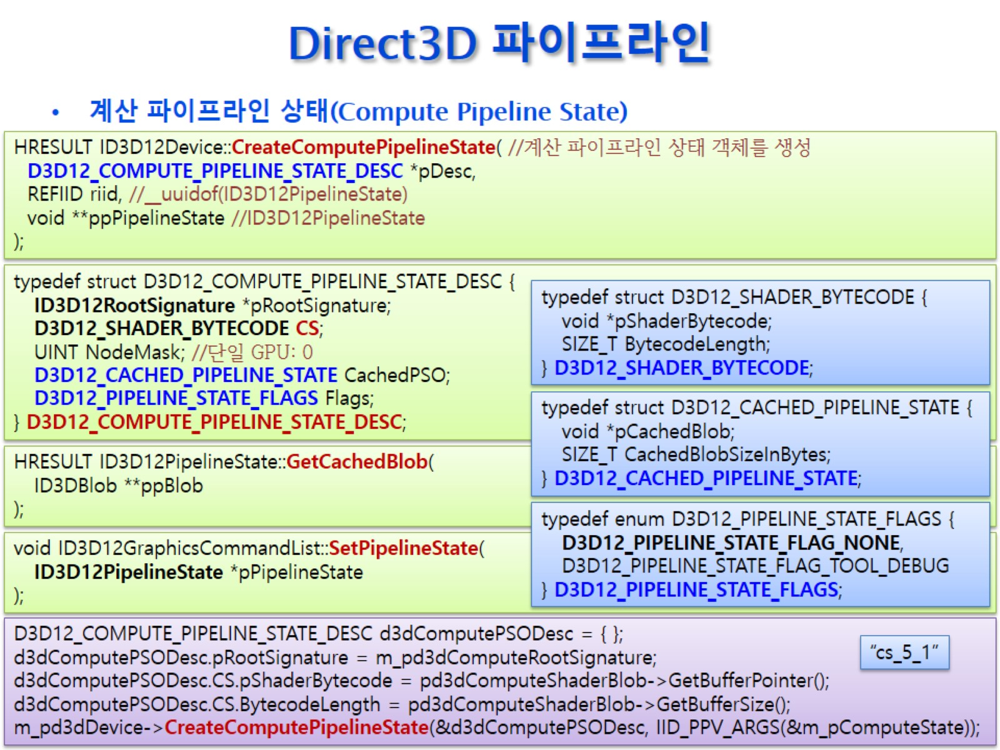 Direct3D 파이프라인
• 계산 파이프라인 상태(Compute Pipeline State)
HRESULT ID3D12Device::CreateComputePipelineState( //계산 파이프라인 상태 객체를 생성
D3D12_COMPUTE_PIPELINE_STATE_DESC *pDesc,
REFIID riid, //__uuidof(ID3D12PipelineState)
void **ppPipelineState //ID3D12PipelineState
);
typedef struct D3D12_COMPUTE_PIPELINE_STATE_DESC {
ID3D12RootSignature *pRootSignature;
D3D12_SHADER_BYTECODE CS;
UINT NodeMask; //단일 GPU: 0
D3D12_CACHED_PIPELINE_STATE CachedPSO;
D3D12_PIPELINE_STATE_FLAGS Flags;
} D3D12_COMPUTE_PIPELINE_STATE_DESC;
typedef struct D3D12_SHADER_BYTECODE {
void *pShaderBytecode;
SIZE_T BytecodeLength;
} D3D12_SHADER_BYTECODE;
typedef struct D3D12_CACHED_PIPELINE_STATE {
void *pCachedBlob;
SIZE_T CachedBlobSizeInBytes;
} D3D12_CACHED_PIPELINE_STATE;
HRESULT ID3D12PipelineState::GetCachedBlob(
ID3DBlob **ppBlob
);
typedef enum D3D12_PIPELINE_STATE_FLAGS {
D3D12_PIPELINE_STATE_FLAG_NONE,
D3D12_PIPELINE_STATE_FLAG_TOOL_DEBUG
} D3D12_PIPELINE_STATE_FLAGS;
void ID3D12GraphicsCommandList::SetPipelineState(
ID3D12PipelineState *pPipelineState
);
D3D12_COMPUTE_PIPELINE_STATE_DESC d3dComputePSODesc = { };
d3dComputePSODesc.pRootSignature = m_pd3dComputeRootSignature;
d3dComputePSODesc.CS.pShaderBytecode = pd3dComputeShaderBlob->GetBufferPointer();
d3dComputePSODesc.CS.BytecodeLength = pd3dComputeShaderBlob->GetBufferSize();
m_pd3dDevice->CreateComputePipelineState(&d3dComputePSODesc, IID_PPV_ARGS(&m_pComputeState));
“cs_5_1”